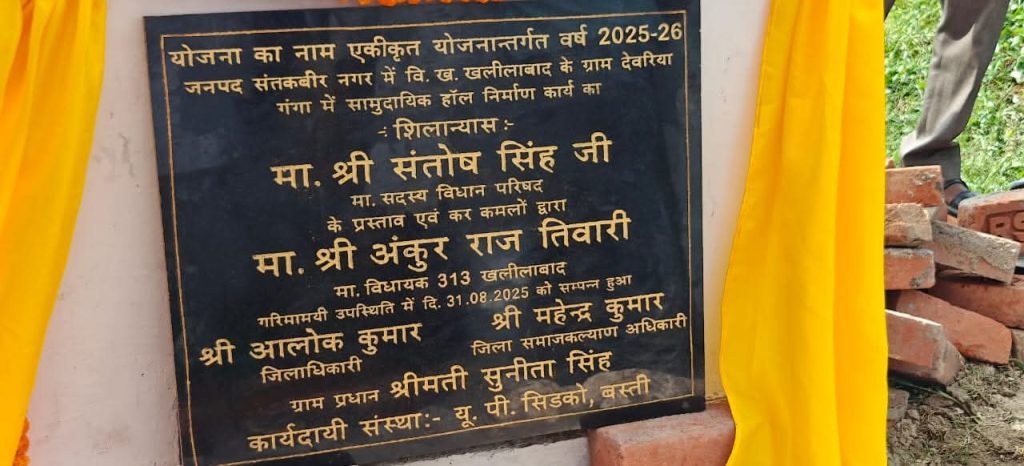 योजना का नाम एकीकृत योजनान्तर्गत वर्ष 2025-26
जनपद संतकबीर नगर में वि. ख. खलीलाबाद के ग्राम देवरिया
गंगा में सामुदायिक हॉल निर्माण कार्य का
-: शिलान्यास :-
मा. श्री संतोष सिंह जी
मा. सदस्य विधान परिषद
के प्रस्ताव एवं कर कमलों द्वारा
मा. श्री अंकुर राज तिवारी
मा. विधायक 313 खलीलाबाद
गरिमामयी उपस्थिति में दि. 31.08.2025 को सम्पन्न हुआ
श्री आलोक कुमार श्री महेन्द्र कुमार
जिलाधिकारी जिला समाजकल्याण अधिकारी
ग्राम प्रधान श्रीमती सुनीता सिंह
कार्यदायी संस्था:- यू. पी. सिडको, बस्ती